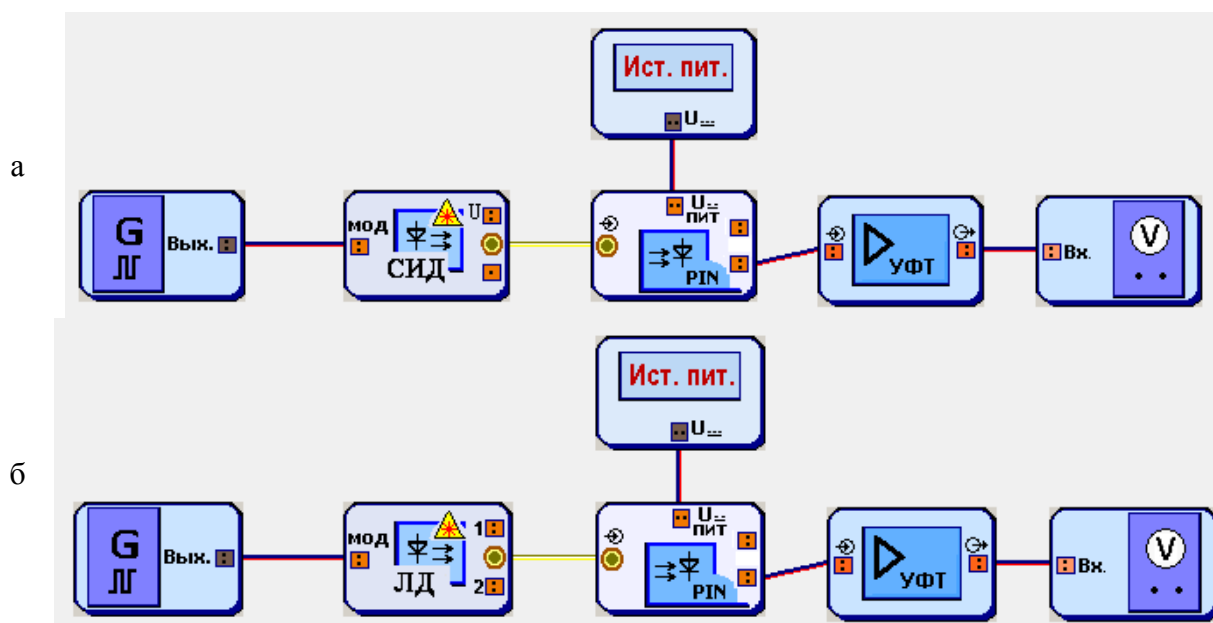 Ист. пит.
U
а
G
Вых.
мод
U
СИД
U
ПИТ
PIN
УФТ
Вх.
V
Ист. пит.
U
б
G
Вых.
мод
1
2
ЛД
U
ПИТ
PIN
УФТ
Вх.
V